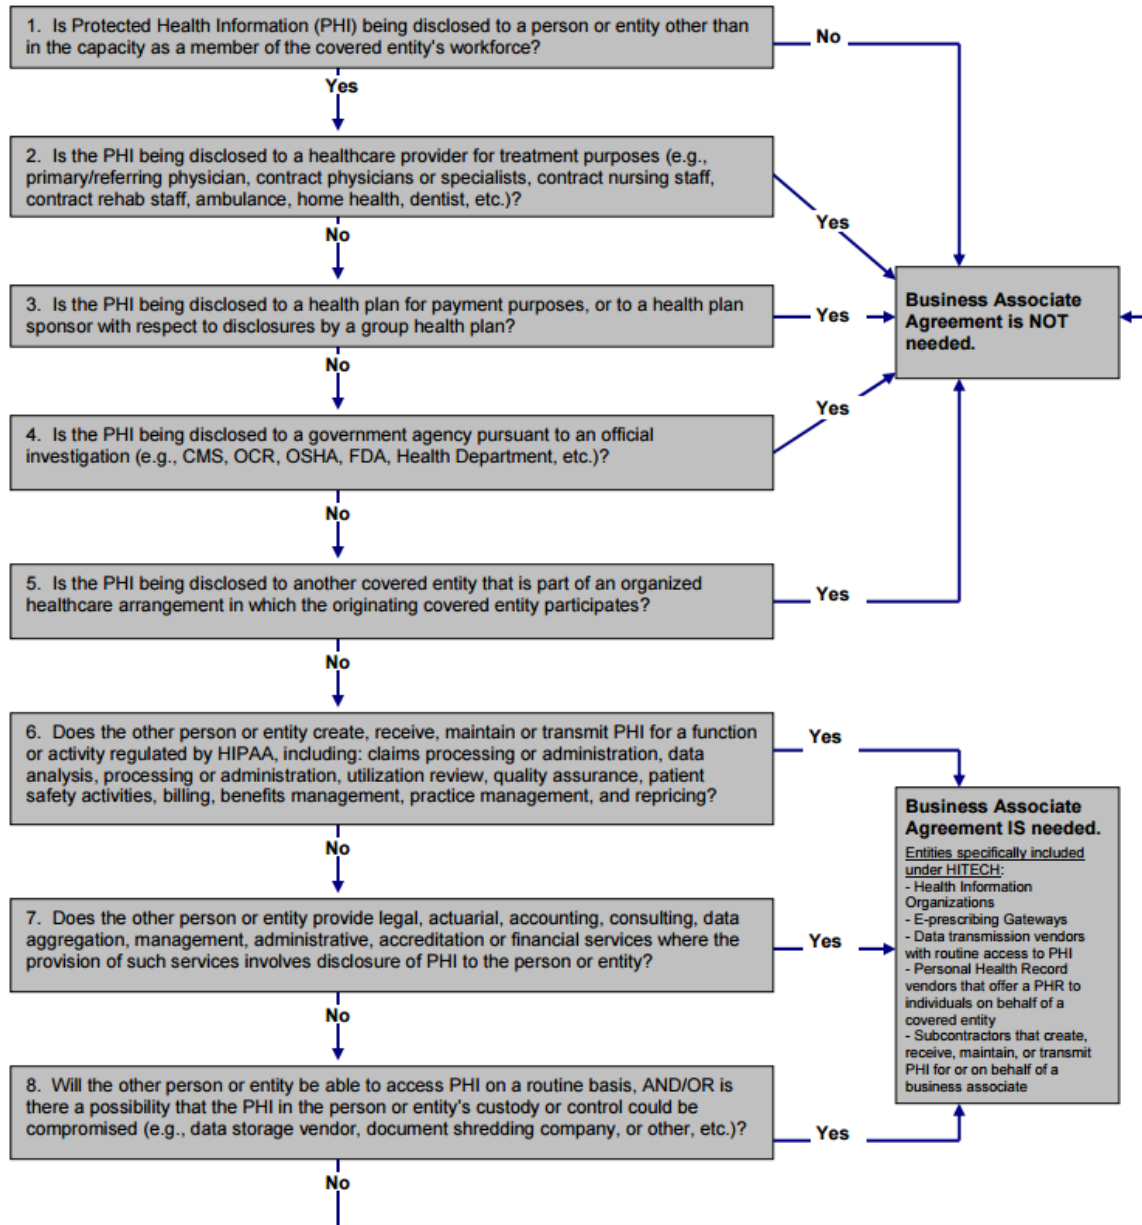 1. Is Protected Health Information (PHI) being disclosed to a person or entity other than
in the capacity as a member of the covered entity's workforce?
No
Yes
2. Is the PHI being disclosed to a healthcare provider for treatment purposes (e.g.,
primary/referring physician, contract physicians or specialists, contract nursing staff,
contract rehab staff, ambulance, home health, dentist, etc.)?
Yes
No
3. Is the PHI being disclosed to a health plan for payment purposes, or to a health plan
sponsor with respect to disclosures by a group health plan?
Yes
Business Associate
Agreement is NOT
needed.
No
4. Is the PHI being disclosed to a government agency pursuant to an official
investigation (e.g., CMS, OCR, OSHA, FDA, Health Department, etc.)?
Yes
No
5. Is the PHI being disclosed to another covered entity that is part of an organized
healthcare arrangement in which the originating covered entity participates?
Yes
No
6. Does the other person or entity create, receive, maintain or transmit PHI for a function
or activity regulated by HIPAA, including: claims processing or administration, data
analysis, processing or administration, utilization review, quality assurance, patient
safety activities, billing, benefits management, practice management, and repricing?
Yes
No
Business Associate
Agreement IS needed.
Entities specifically included
under HITECH:
- Health Information
Organizations
- E-prescribing Gateways
- Data transmission vendors
with routine access to PHI
- Personal Health Record
vendors that offer a PHR to
individuals on behalf of a
covered entity
- Subcontractors that create,
receive, maintain, or transmit
PHI for or on behalf of a
business associate
7. Does the other person or entity provide legal, actuarial, accounting, consulting, data
aggregation, management, administrative, accreditation or financial services where the
provision of such services involves disclosure of PHI to the person or entity?
Yes
No
8. Will the other person or entity be able to access PHI on a routine basis, AND/OR is
there a possibility that the PHI in the person or entity's custody or control could be
compromised (e.g., data storage vendor, document shredding company, or other, etc.)?
Yes
No